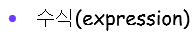 • 수식(expression)